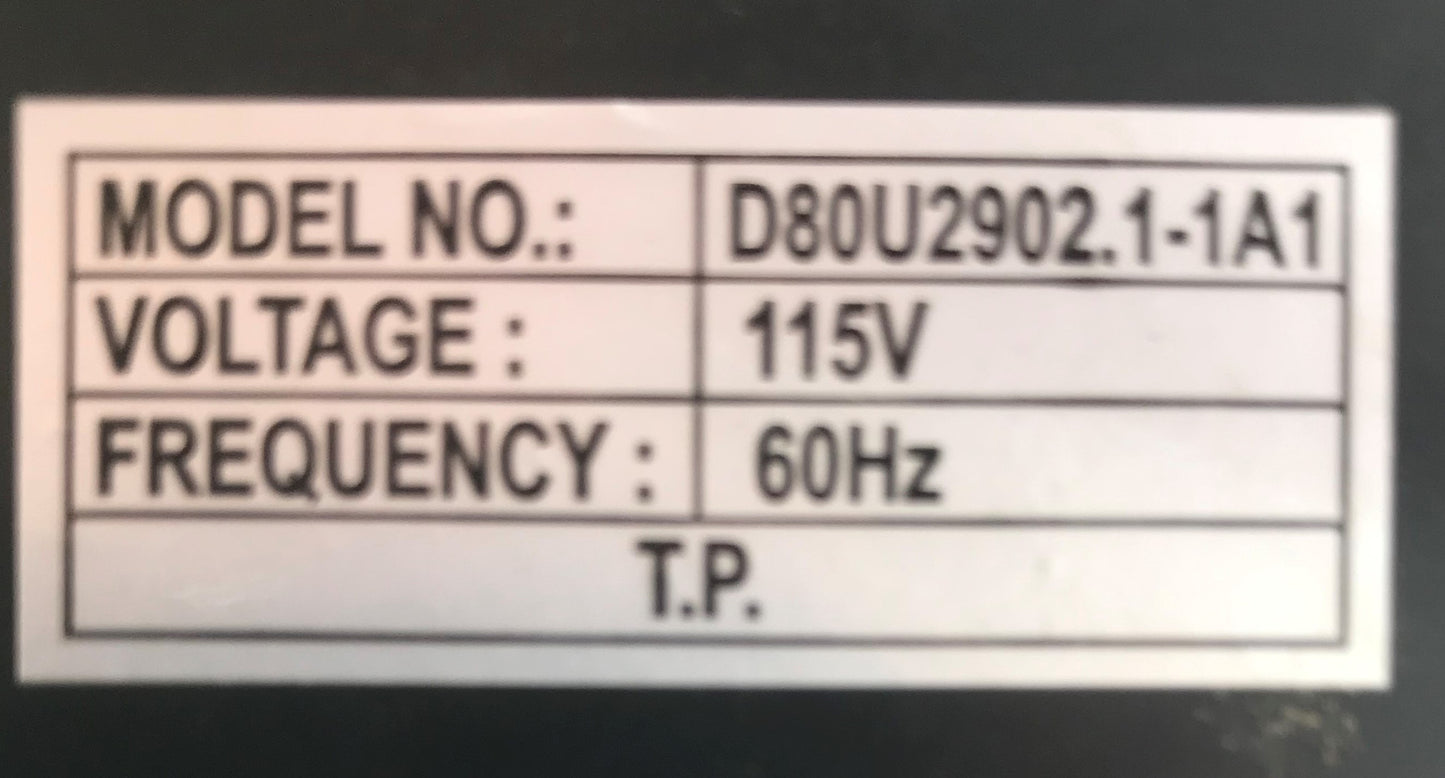 MODEL NO.: D80U2902.1-1A1
VOLTAGE : 115V
FREQUENCY : 60Hz
T.P.